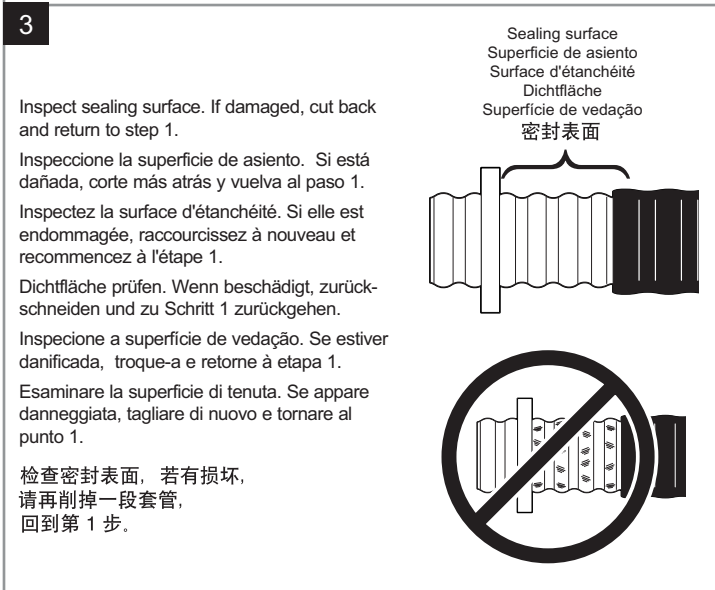 3
Inspect sealing surface. If damaged, cut back
and return to step 1.
Inspeccione la superficie de asiento. Si está
dañada, corte más atrás y vuelva al paso 1.
Inspectez la surface d'étanchéité. Si elle est
endommagée, raccourcissez à nouveau et
recommencez à l'étape 1.
Dichtfläche prüfen. Wenn beschädigt, zurück-
schneiden und zu Schritt 1 zurückgehen.
Inspecione a superfície de vedação. Se estiver
danificada, troque-a e retorne à etapa 1.
Esaminare la superficie di tenuta. Se appare
danneggiata, tagliare di nuovo e tornare al
punto 1.
检查密封表面，若有损坏，
请再削掉一段套管，
回到第 1 步。
Sealing surface
Superficie de asiento
Surface d'étanchéité
Dichtfläche
Superfície de vedação
密封表面